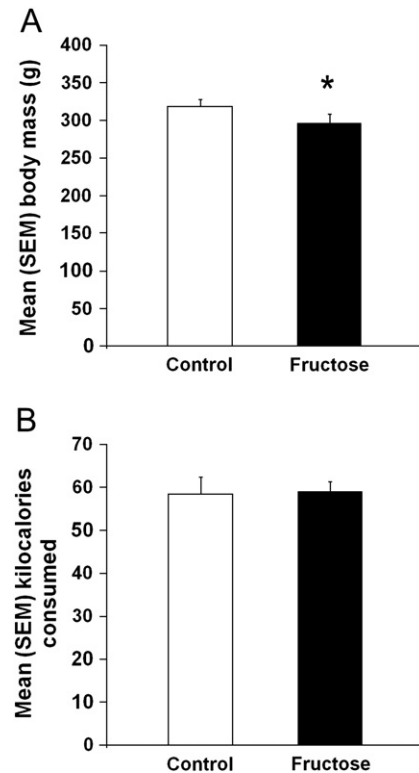 A
Mean (SEM) body mass (g)
400
350
300
250
200
150
100
50
0
*
Control
Fructose
B
Mean (SEM) kilocalories
consumed
70
60
50
40
30
20
10
0
Control
Fructose